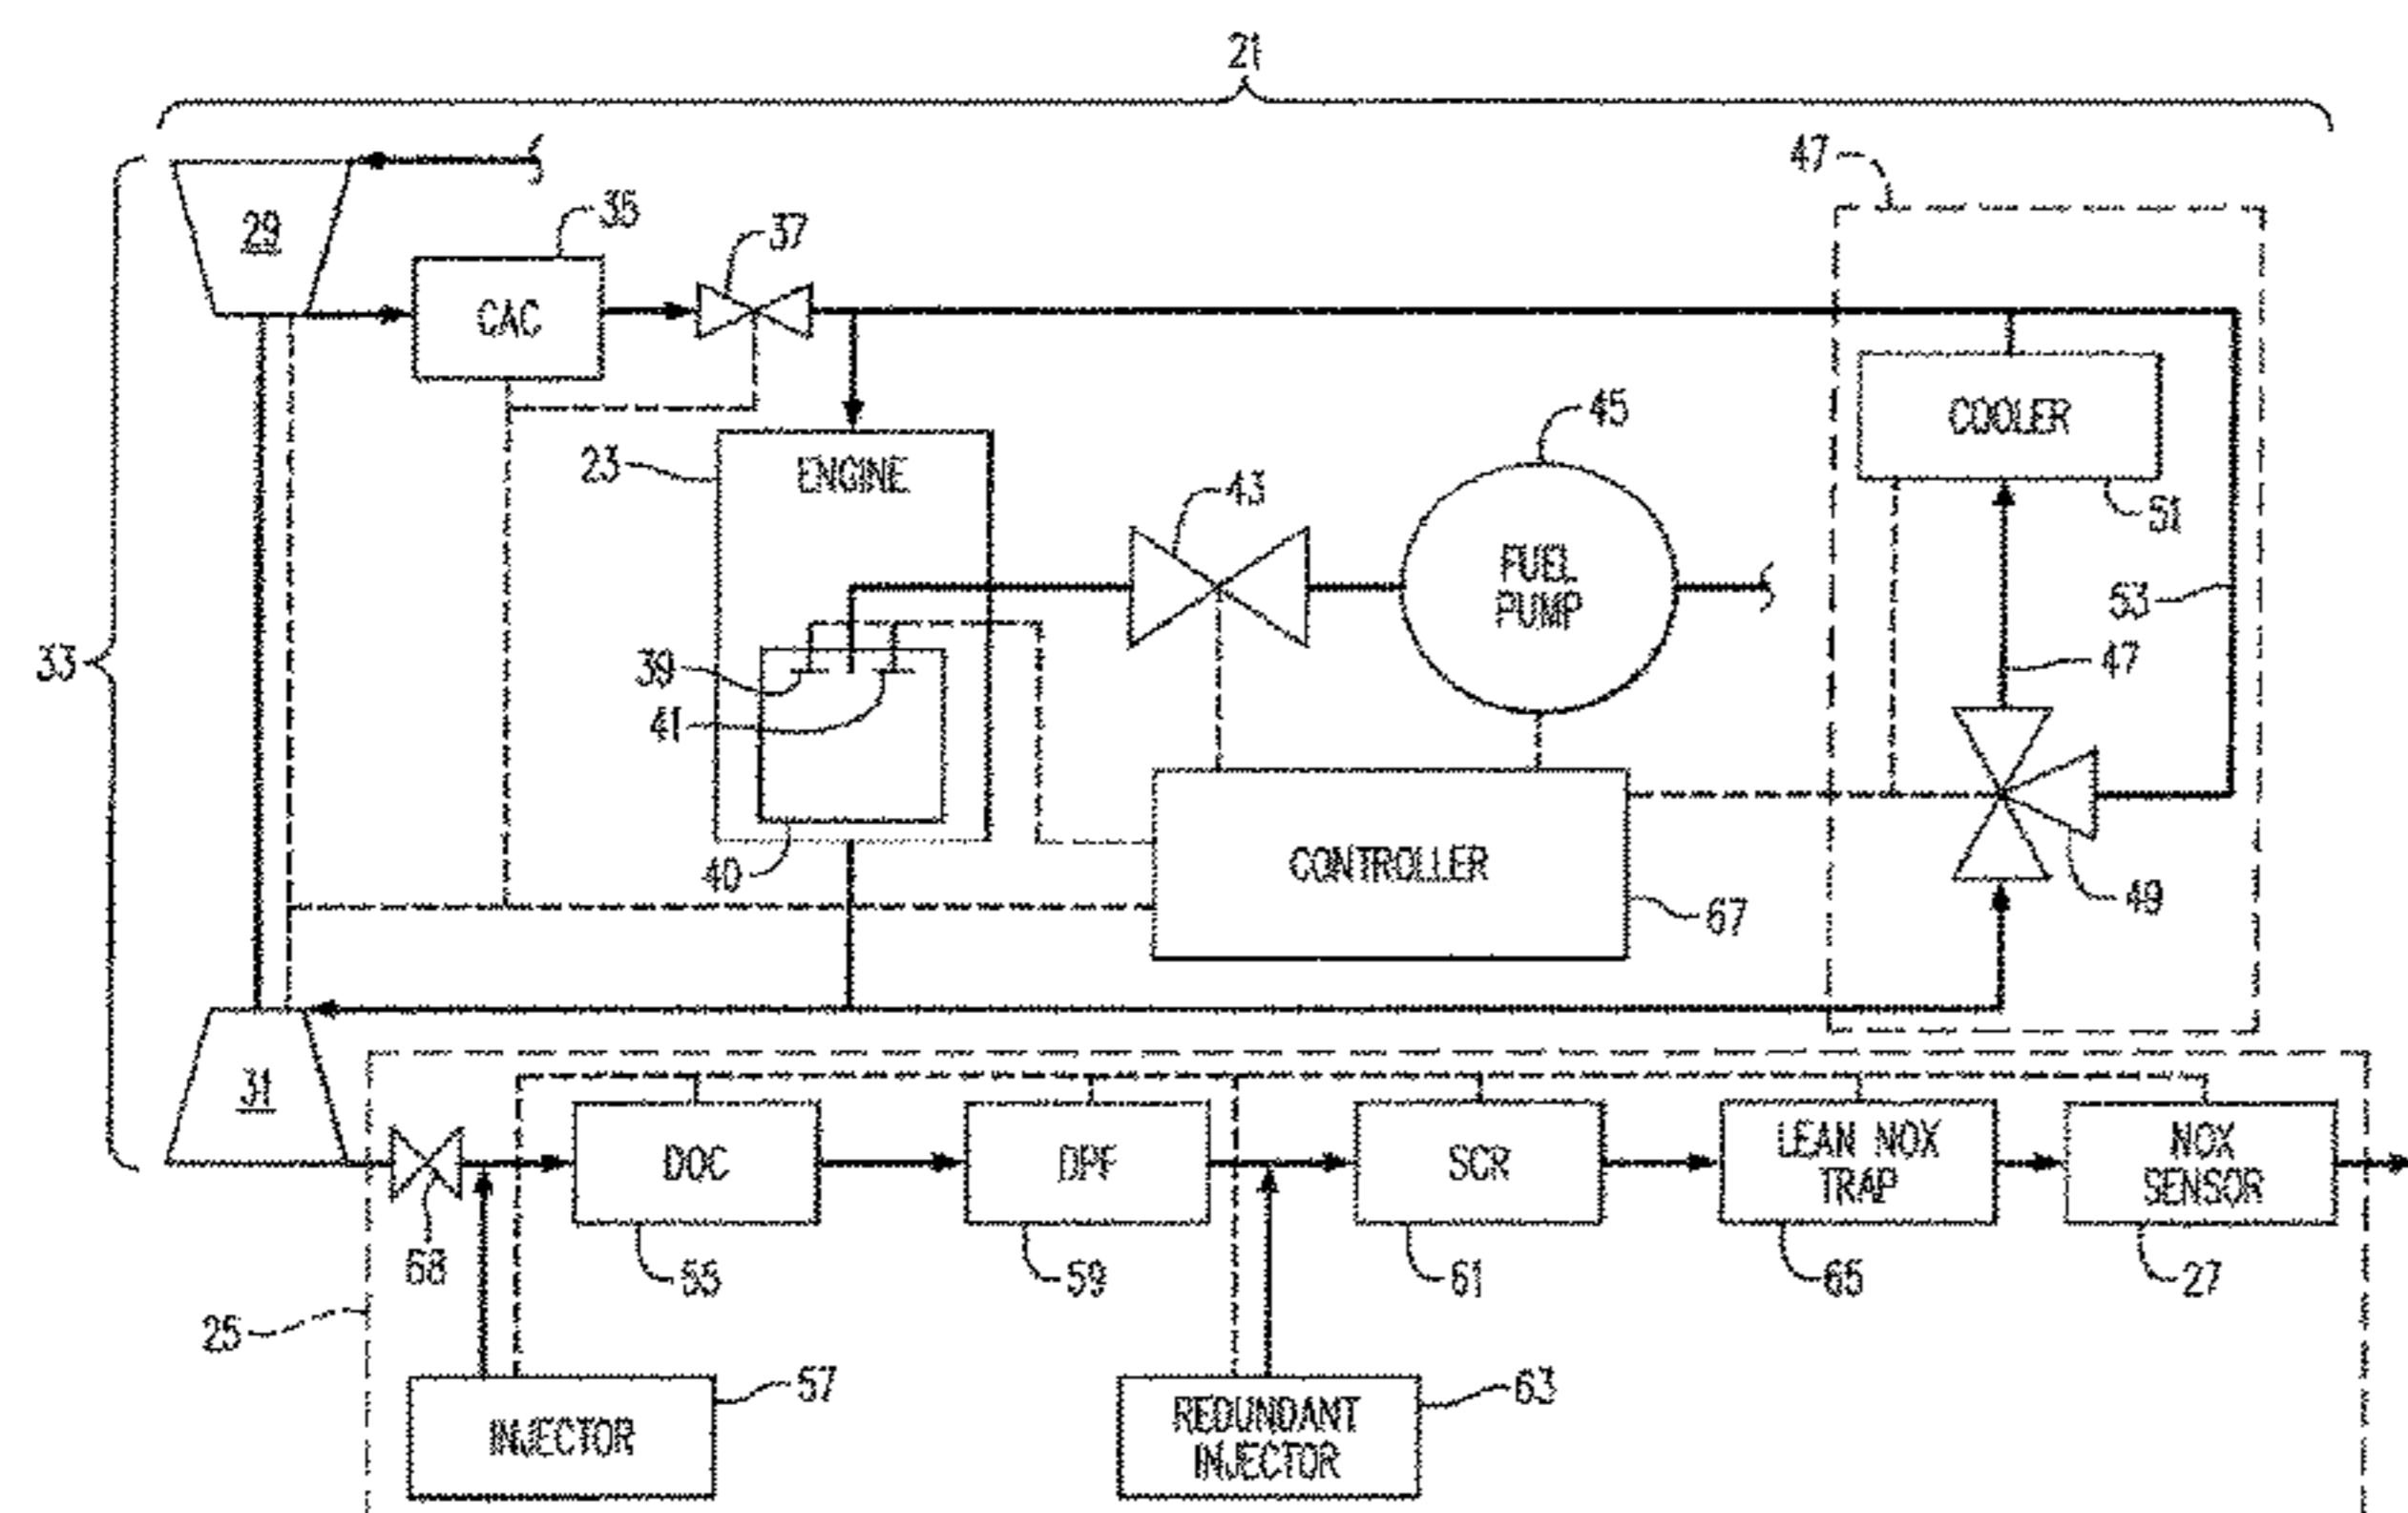 21
47
35
37
29
CAC
45
COOLER
23
ENGINE
43
51
FUEL
PUMP
53
33
39
47
41
40
CONTROLLER
49
67
31
DOC
DPF
SCR
LEAN NOX
TRAP
NOX
SENSOR
68
55
59
61
65
27
25
57
63
INJECTOR
REDUNDANT
INJECTOR